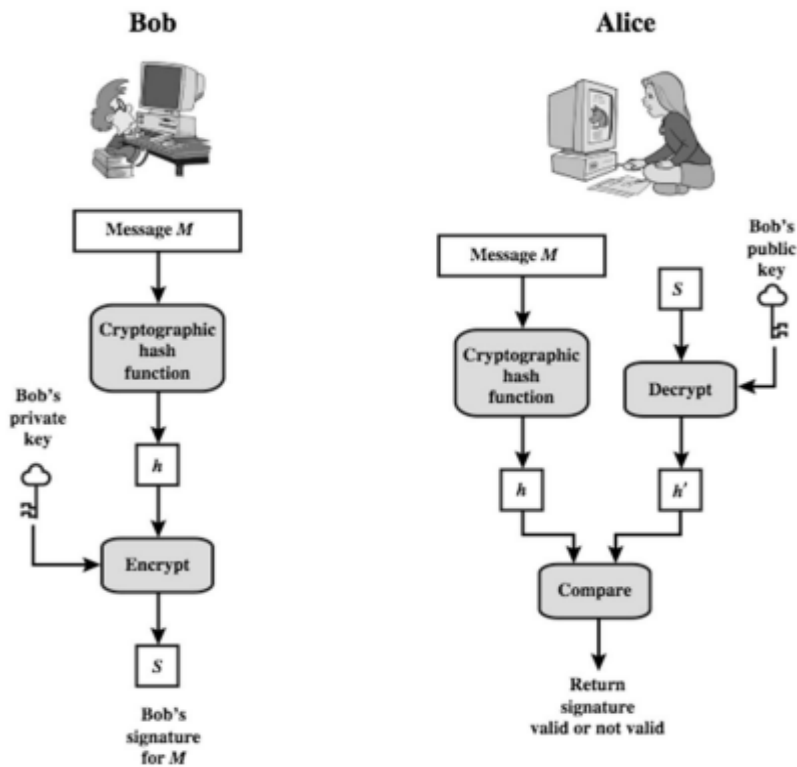 Bob
Message M
Cryptographic
hash
function
Bob's
private
key
h
Encrypt
S
Bob's
signature
for M
Alice
Message M
Bob's
public
key
S
Cryptographic
hash
function
Decrypt
h
h'
Compare
Return
signature
valid or not valid